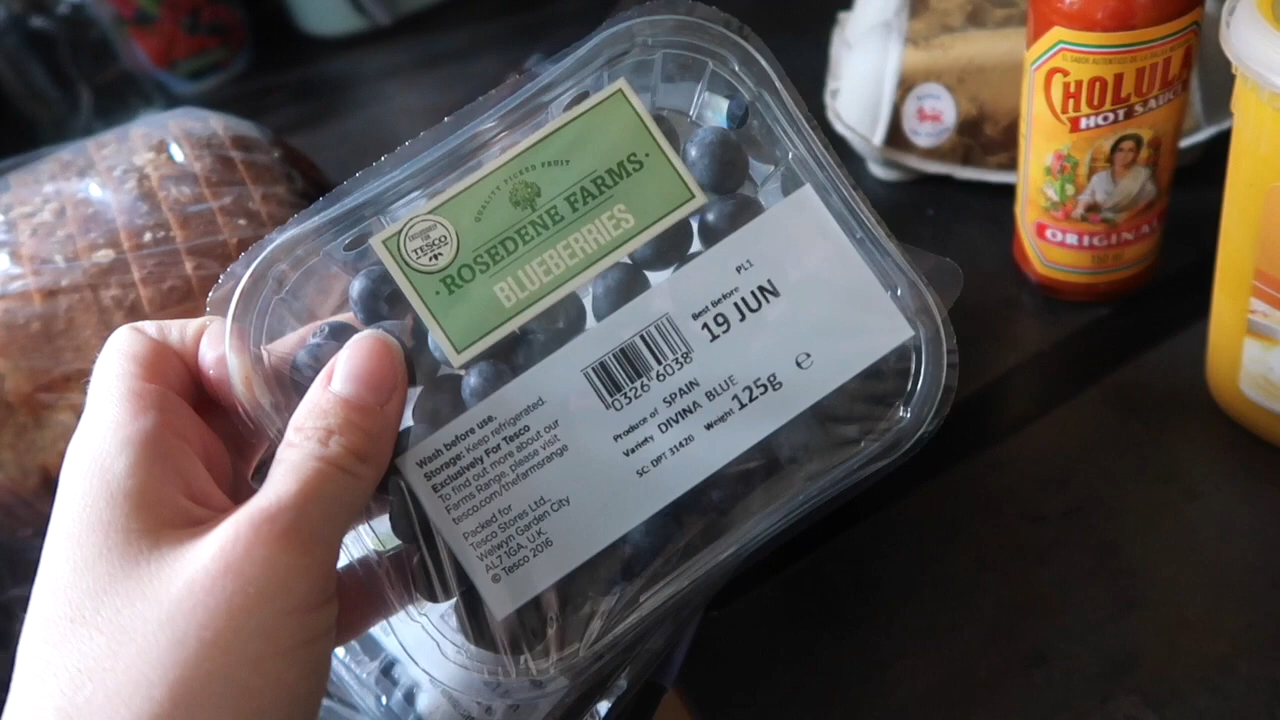 QUALITY PICKED FRUIT
EXCLUSIVELY
FOR
TESCO
ROSEDENE FARMS
BLUEBERRIES
PL1
Best Before
19 JUN
0326 6038
Produce of SPAIN
Variety DIVINA BLUE
Weight 125g e
SC: DPT 31420
Wash before use.
Storage: Keep refrigerated.
Exclusively For Tesco
To find out more about our
Farms Range, please visit
tesco.com/thefarmsrange
Packed for
Tesco Stores Ltd.,
Welwyn Garden City
AL7 1GA, U.K.
© Tesco 2016
CHOLULA
HOT SAUCE
ORIGINAL
150 ml